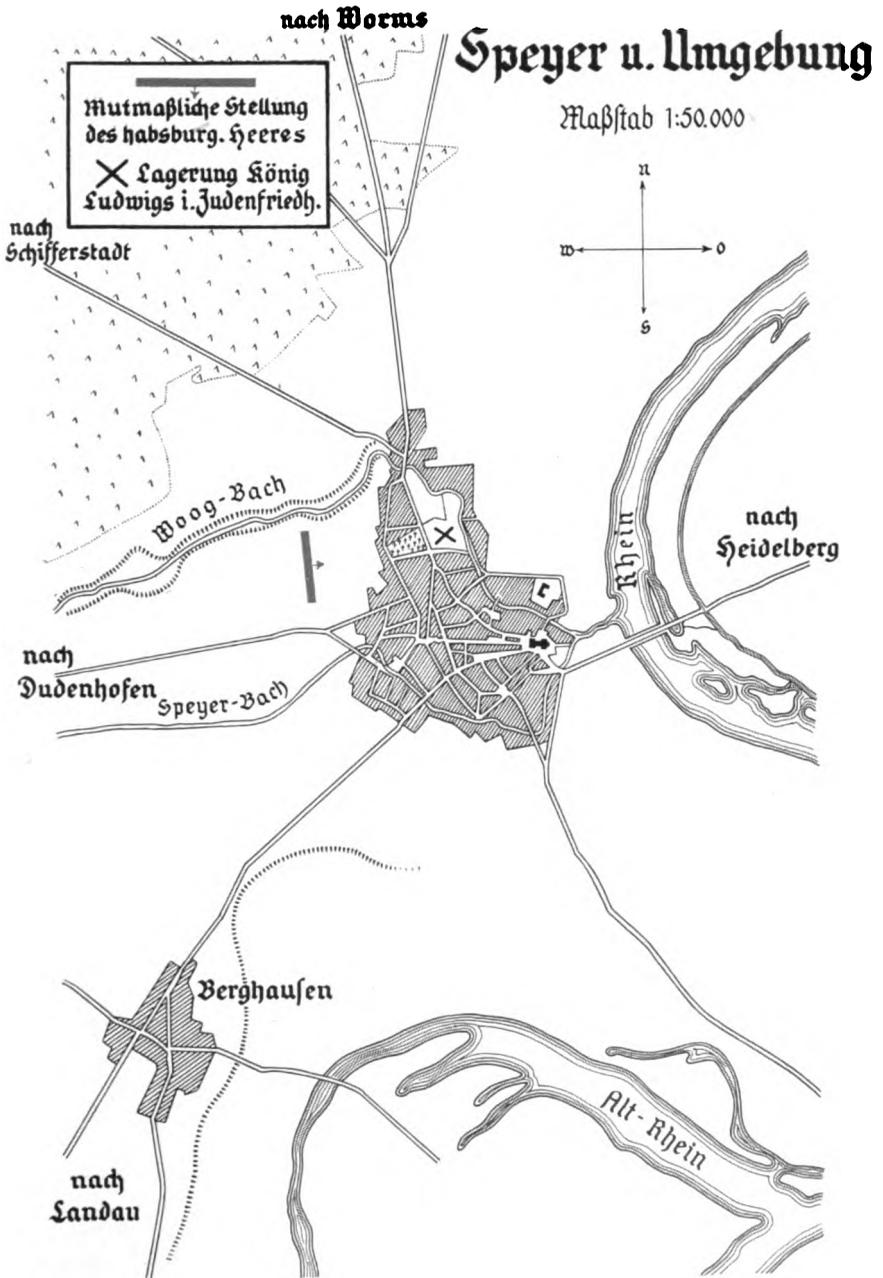 nach Worms
Speyer u. Umgebung
Maßstab 1:50.000
Mutmaßliche Stellung
des habsburg. Heeres
Lagerung König
Ludwigs i. Judenfriedh.
n
w
o
s
nach
Schifferstadt
Woog-Bach
Rhein
nach
Heidelberg
nach
Dudenhofen
Speyer-Bach
Berghausen
Alt-Rhein
nach
Landau